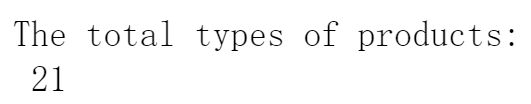 The total types of products:
21